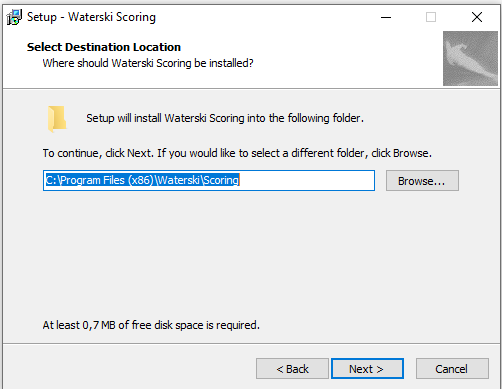 Setup - Waterski Scoring
Select Destination Location
Where should Waterski Scoring be installed?
Setup will install Waterski Scoring into the following folder.
To continue, click Next. If you would like to select a different folder, click Browse.
C:\Program Files (x86)\Waterski\Scoring
Browse...
At least 0,7 MB of free disk space is required.
< Back
Next >
Cancel